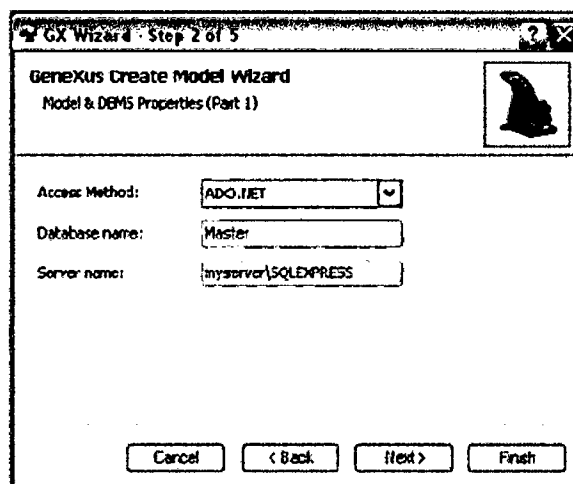 GX Wizard - Step 2 of 5
GeneXus Create Model Wizard
Model & DBMS Properties (Part 1)
Access Method: ADO.NET
Database name: Master
Server name: myserver\SQLEXPRESS
Cancel < Back Next > Finish